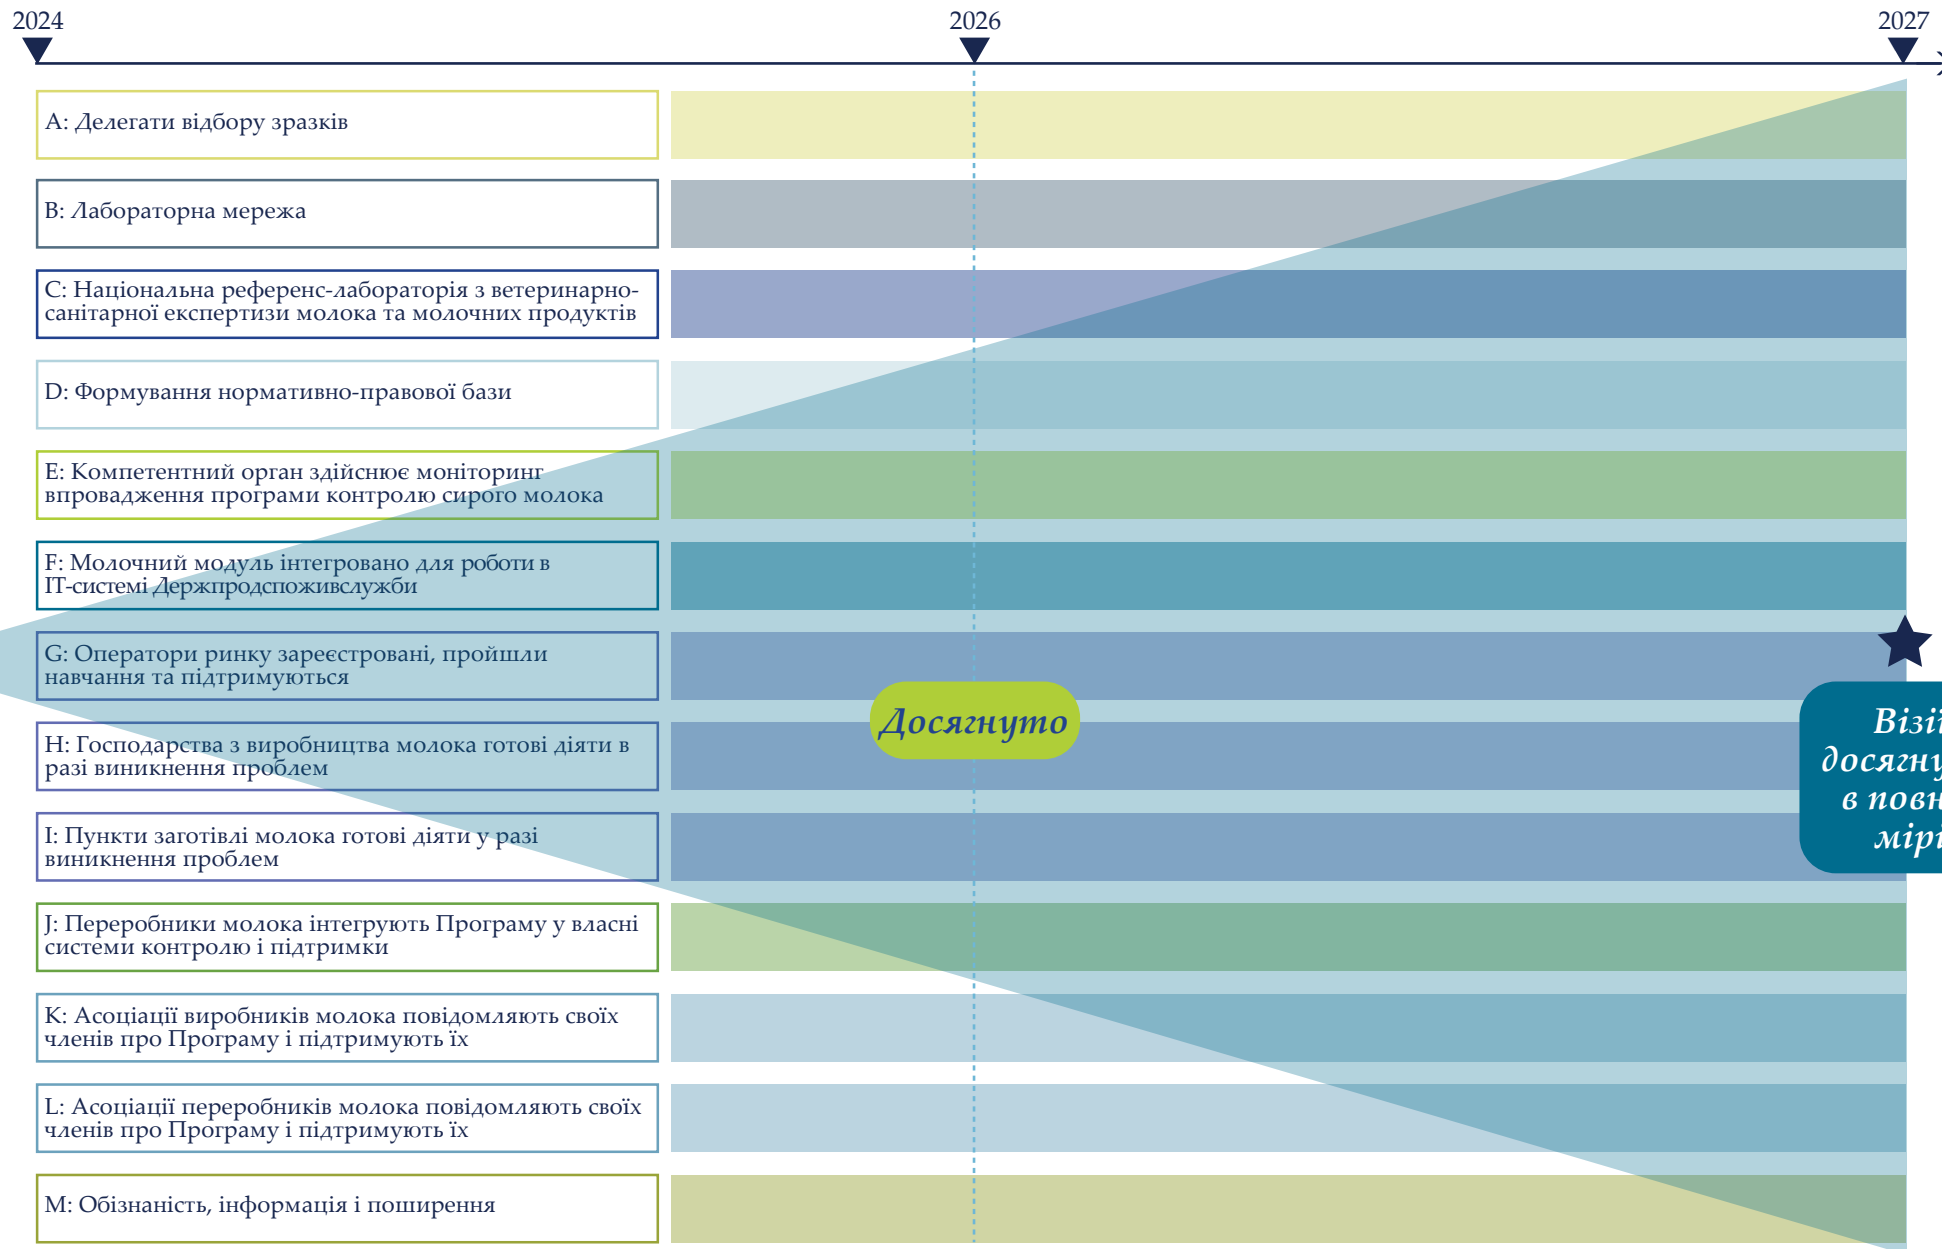 2024 2026 2027
A: Делегати відбору зразків
B: Лабораторна мережа
C: Національна референс-лабораторія з ветеринарно-
санітарної експертизи молока та молочних продуктів
D: Формування нормативно-правової бази
E: Компетентний орган здійснює моніторинг
впровадження програми контролю сирого молока
F: Молочний модуль інтегровано для роботи в
ІТ-системі Держпродспоживслужби
G: Оператори ринку зареєстровані, пройшли
навчання та підтримуються
Досягнуто
H: Господарства з виробництва молока готові діяти в
разі виникнення проблем
I: Пункти заготівлі молока готові діяти у разі
виникнення проблем
Візі
досягну
в повн
мірі
J: Переробники молока інтегрують Програму у власні
системи контролю і підтримки
K: Асоціації виробників молока повідомляють своїх
членів про Програму і підтримують їх
L: Асоціації переробників молока повідомляють своїх
членів про Програму і підтримують їх
M: Обізнаність, інформація і поширення